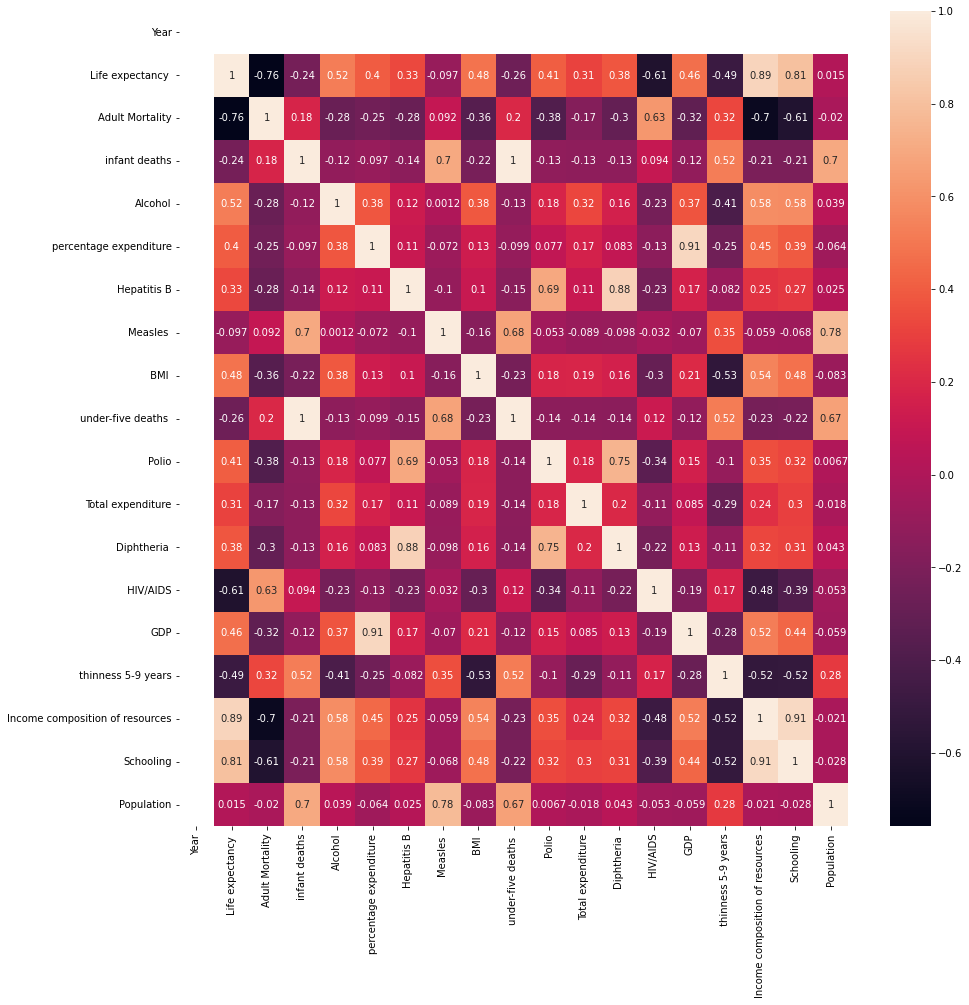 Year
Life expectancy 1 -0.76 -0.24 0.52 0.4 0.33 -0.097 0.48 -0.26 0.41 0.31 0.38 -0.61 0.46 -0.49 0.89 0.81 0.015
Adult Mortality -0.76 1 0.18 -0.28 -0.25 -0.28 0.092 -0.36 0.2 -0.38 -0.17 -0.3 0.63 -0.32 0.32 -0.7 -0.61 -0.02
infant deaths -0.24 0.18 1 -0.12 -0.097 -0.14 0.7 -0.22 1 -0.13 -0.13 -0.13 0.094 -0.12 0.52 -0.21 -0.21 0.7
Alcohol 0.52 -0.28 -0.12 1 0.38 0.12 0.0012 0.38 -0.13 0.18 0.32 0.16 -0.23 0.37 -0.41 0.58 0.58 0.039
percentage expenditure 0.4 -0.25 -0.097 0.38 1 0.11 -0.072 0.13 -0.099 0.077 0.17 0.083 -0.13 0.91 -0.25 0.45 0.39 -0.064
Hepatitis B 0.33 -0.28 -0.14 0.12 0.11 1 -0.1 0.1 -0.15 0.69 0.11 0.88 -0.23 0.17 -0.082 0.25 0.27 0.025
Measles -0.097 0.092 0.7 0.0012 -0.072 -0.1 1 -0.16 0.68 -0.053 -0.089 -0.098 -0.032 -0.07 0.35 -0.059 -0.068 0.78
BMI 0.48 -0.36 -0.22 0.38 0.13 0.1 -0.16 1 -0.23 0.18 0.19 0.16 -0.3 0.21 -0.53 0.54 0.48 -0.083
under-five deaths -0.26 0.2 1 -0.13 -0.099 -0.15 0.68 -0.23 1 -0.14 -0.14 -0.14 0.12 -0.12 0.52 -0.23 -0.22 0.67
Polio 0.41 -0.38 -0.13 0.18 0.077 0.69 -0.053 0.18 -0.14 1 0.18 0.75 -0.34 0.15 -0.1 0.35 0.32 0.0067
Total expenditure 0.31 -0.17 -0.13 0.32 0.17 0.11 -0.089 0.19 -0.14 0.18 1 0.2 -0.11 0.085 -0.29 0.24 0.3 -0.018
Diphtheria 0.38 -0.3 -0.13 0.16 0.083 0.88 -0.098 0.16 -0.14 0.75 0.2 1 -0.22 0.13 -0.11 0.32 0.31 0.043
HIV/AIDS -0.61 0.63 0.094 -0.23 -0.13 -0.23 -0.032 -0.3 0.12 -0.34 -0.11 -0.22 1 -0.19 0.17 -0.48 -0.39 -0.053
GDP 0.46 -0.32 -0.12 0.37 0.91 0.17 -0.07 0.21 -0.12 0.15 0.085 0.13 -0.19 1 -0.28 0.52 0.44 -0.059
thinness 5-9 years -0.49 0.32 0.52 -0.41 -0.25 -0.082 0.35 -0.53 0.52 -0.1 -0.29 -0.11 0.17 -0.28 1 -0.52 -0.52 0.28
Income composition of resources 0.89 -0.7 -0.21 0.58 0.45 0.25 -0.059 0.54 -0.23 0.35 0.24 0.32 -0.48 0.52 -0.52 1 0.91 -0.021
Schooling 0.81 -0.61 -0.21 0.58 0.39 0.27 -0.068 0.48 -0.22 0.32 0.3 0.31 -0.39 0.44 -0.52 0.91 1 -0.028
Population 0.015 -0.02 0.7 0.039 -0.064 0.025 0.78 -0.083 0.67 0.0067 -0.018 0.043 -0.053 -0.059 0.28 -0.021 -0.028 1
Year
Life expectancy
Adult Mortality
infant deaths
Alcohol
percentage expenditure
Hepatitis B
Measles
BMI
under-five deaths
Polio
Total expenditure
Diphtheria
HIV/AIDS
GDP
thinness 5-9 years
Income composition of resources
Schooling
Population
1.0
0.8
0.6
0.4
0.2
0.0
−0.2
−0.4
−0.6